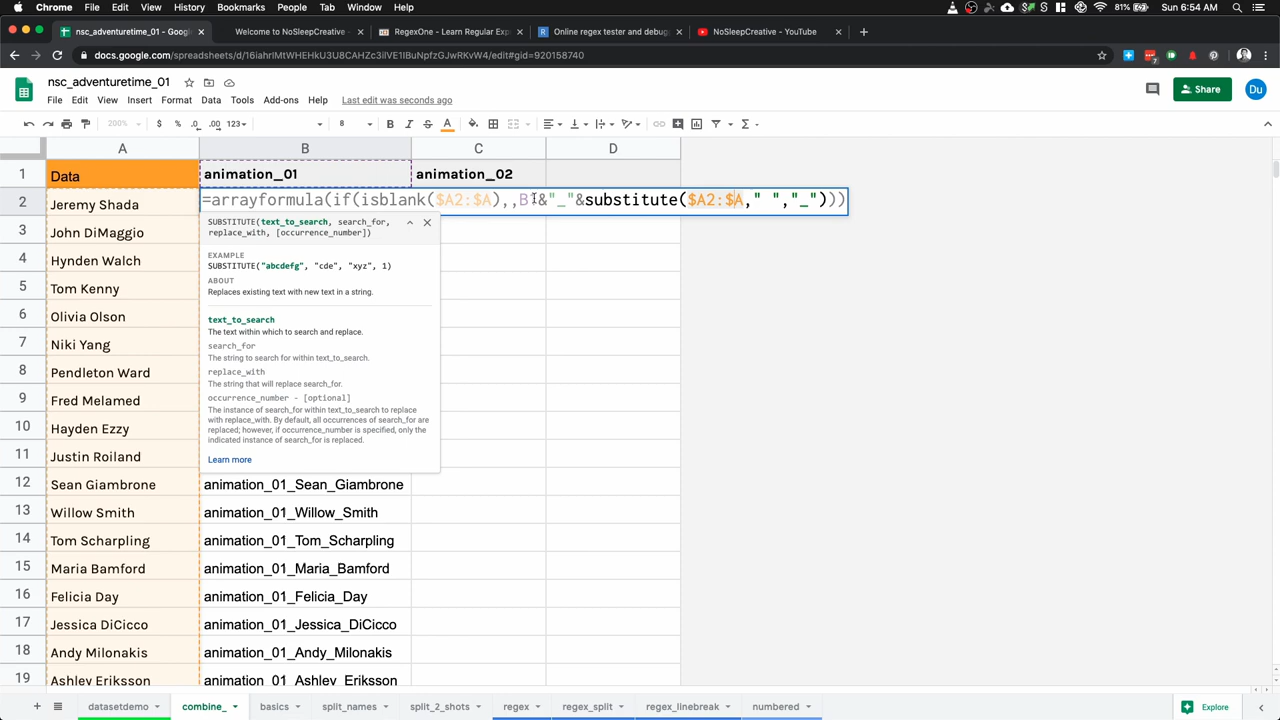 Chrome File Edit View History Bookmarks People Tab Window Help 81% Sun 6:54 AM
nsc_adventuretime_01 - Googl Welcome to NoSleepCreative - RegexOne - Learn Regular Expr Online regex tester and debug NoSleepCreative - YouTube
docs.google.com/spreadsheets/d/16iahrIMtWHEHkU3U8CAHZc3iIVE1IBuNpfzGJwRKvW4/edit#gid=920158740
nsc_adventuretime_01
File Edit View Insert Format Data Tools Add-ons Help Last edit was seconds ago
Share
Du
200% $ % .0 .00 123 8 B I S A
A B C D
1 Data animation_01 animation_02
2 Jeremy Shada =arrayformula(if(isblank($A2:$A),,B1&"_"&substitute($A2:$A," ","_")))
3 John DiMaggio
4 Hynden Walch
5 Tom Kenny
6 Olivia Olson
7 Niki Yang
8 Pendleton Ward
9 Fred Melamed
10 Hayden Ezzy
11 Justin Roiland
SUBSTITUTE(text_to_search, search_for,
replace_with, [occurrence_number])
EXAMPLE
SUBSTITUTE("abcdefg", "cde", "xyz", 1)
ABOUT
Replaces existing text with new text in a string.
text_to_search
The text within which to search and replace.
search_for
The string to search for within text_to_search.
replace_with
The string that will replace search_for.
occurrence_number - [optional]
The instance of search_for within text_to_search to replace
with replace_with. By default, all occurrences of search_for are
replaced; however, if occurrence_number is specified, only the
indicated instance of search_for is replaced.
Learn more
12 Sean Giambrone animation_01_Sean_Giambrone
13 Willow Smith animation_01_Willow_Smith
14 Tom Scharpling animation_01_Tom_Scharpling
15 Maria Bamford animation_01_Maria_Bamford
16 Felicia Day animation_01_Felicia_Day
17 Jessica DiCicco animation_01_Jessica_DiCicco
18 Andy Milonakis animation_01_Andy_Milonakis
19 Ashley Eriksson animation_01_Ashley_Eriksson
datasetdemo combine_ basics split_names split_2_shots regex regex_split regex_linebreak numbered Explore